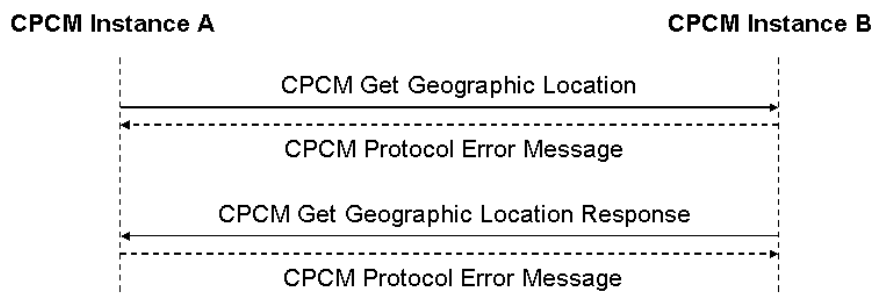 CPCM Instance A CPCM Instance B
CPCM Get Geographic Location
CPCM Protocol Error Message
CPCM Get Geographic Location Response
CPCM Protocol Error Message